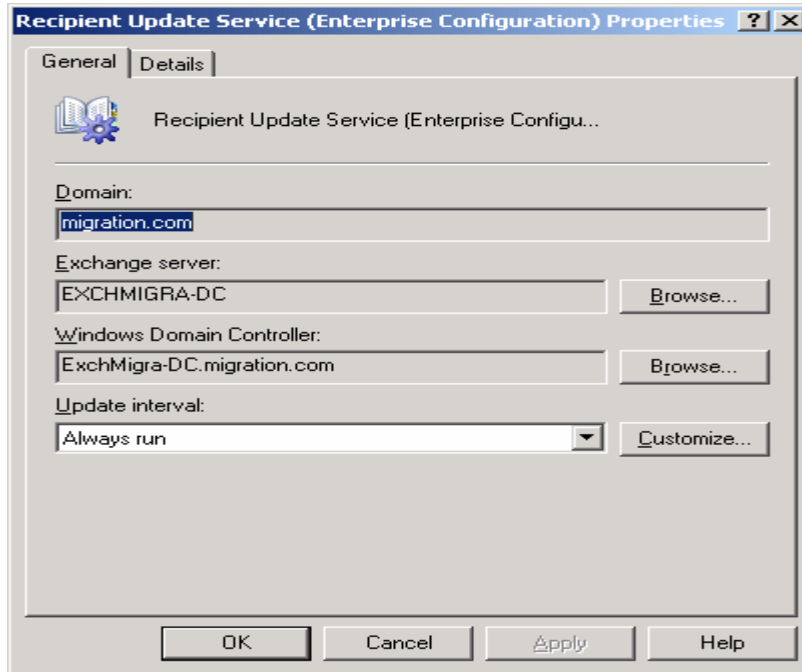 Recipient Update Service (Enterprise Configuration) Properties ? X
General Details
Recipient Update Service (Enterprise Configu...
Domain:
migration.com
Exchange server:
EXCHMIGRA-DC Browse...
Windows Domain Controller:
ExchMigra-DC.migration.com Browse...
Update interval:
Always run Customize...
OK Cancel Apply Help